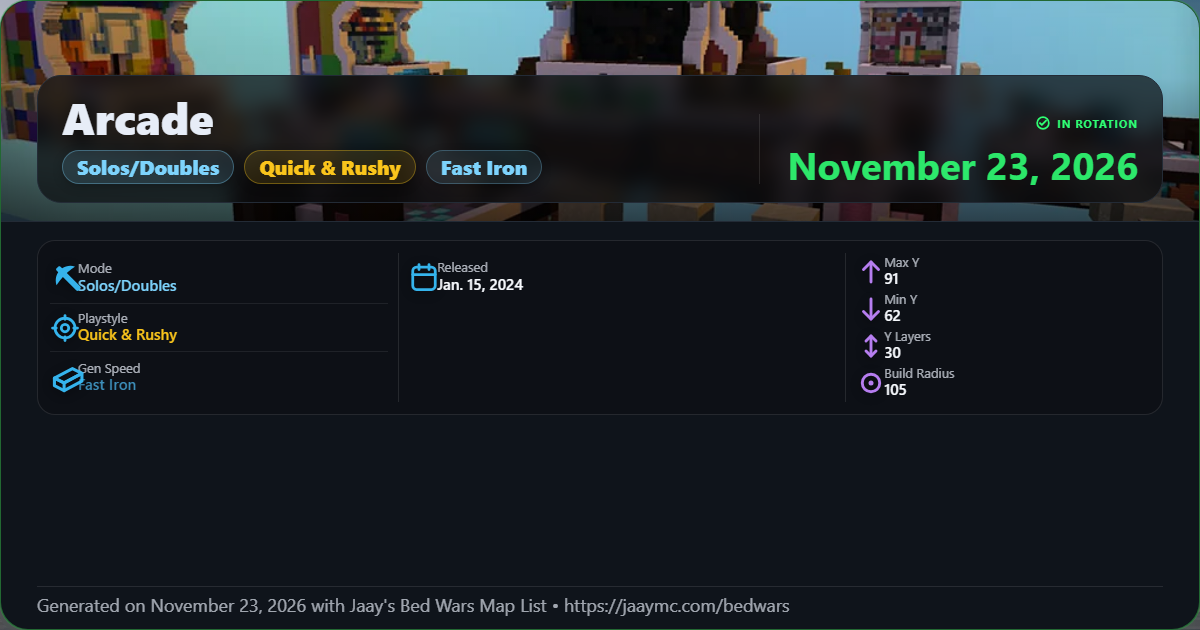 Arcade
Solos/Doubles
Quick & Rushy
Fast Iron
IN ROTATION
November 23, 2026
Mode
Solos/Doubles
Playstyle
Quick & Rushy
Gen Speed
Fast Iron
Released
Jan. 15, 2024
Max Y
91
Min Y
62
Y Layers
30
Build Radius
105
Generated on November 23, 2026 with Jaay's Bed Wars Map List • https://jaaymc.com/bedwars